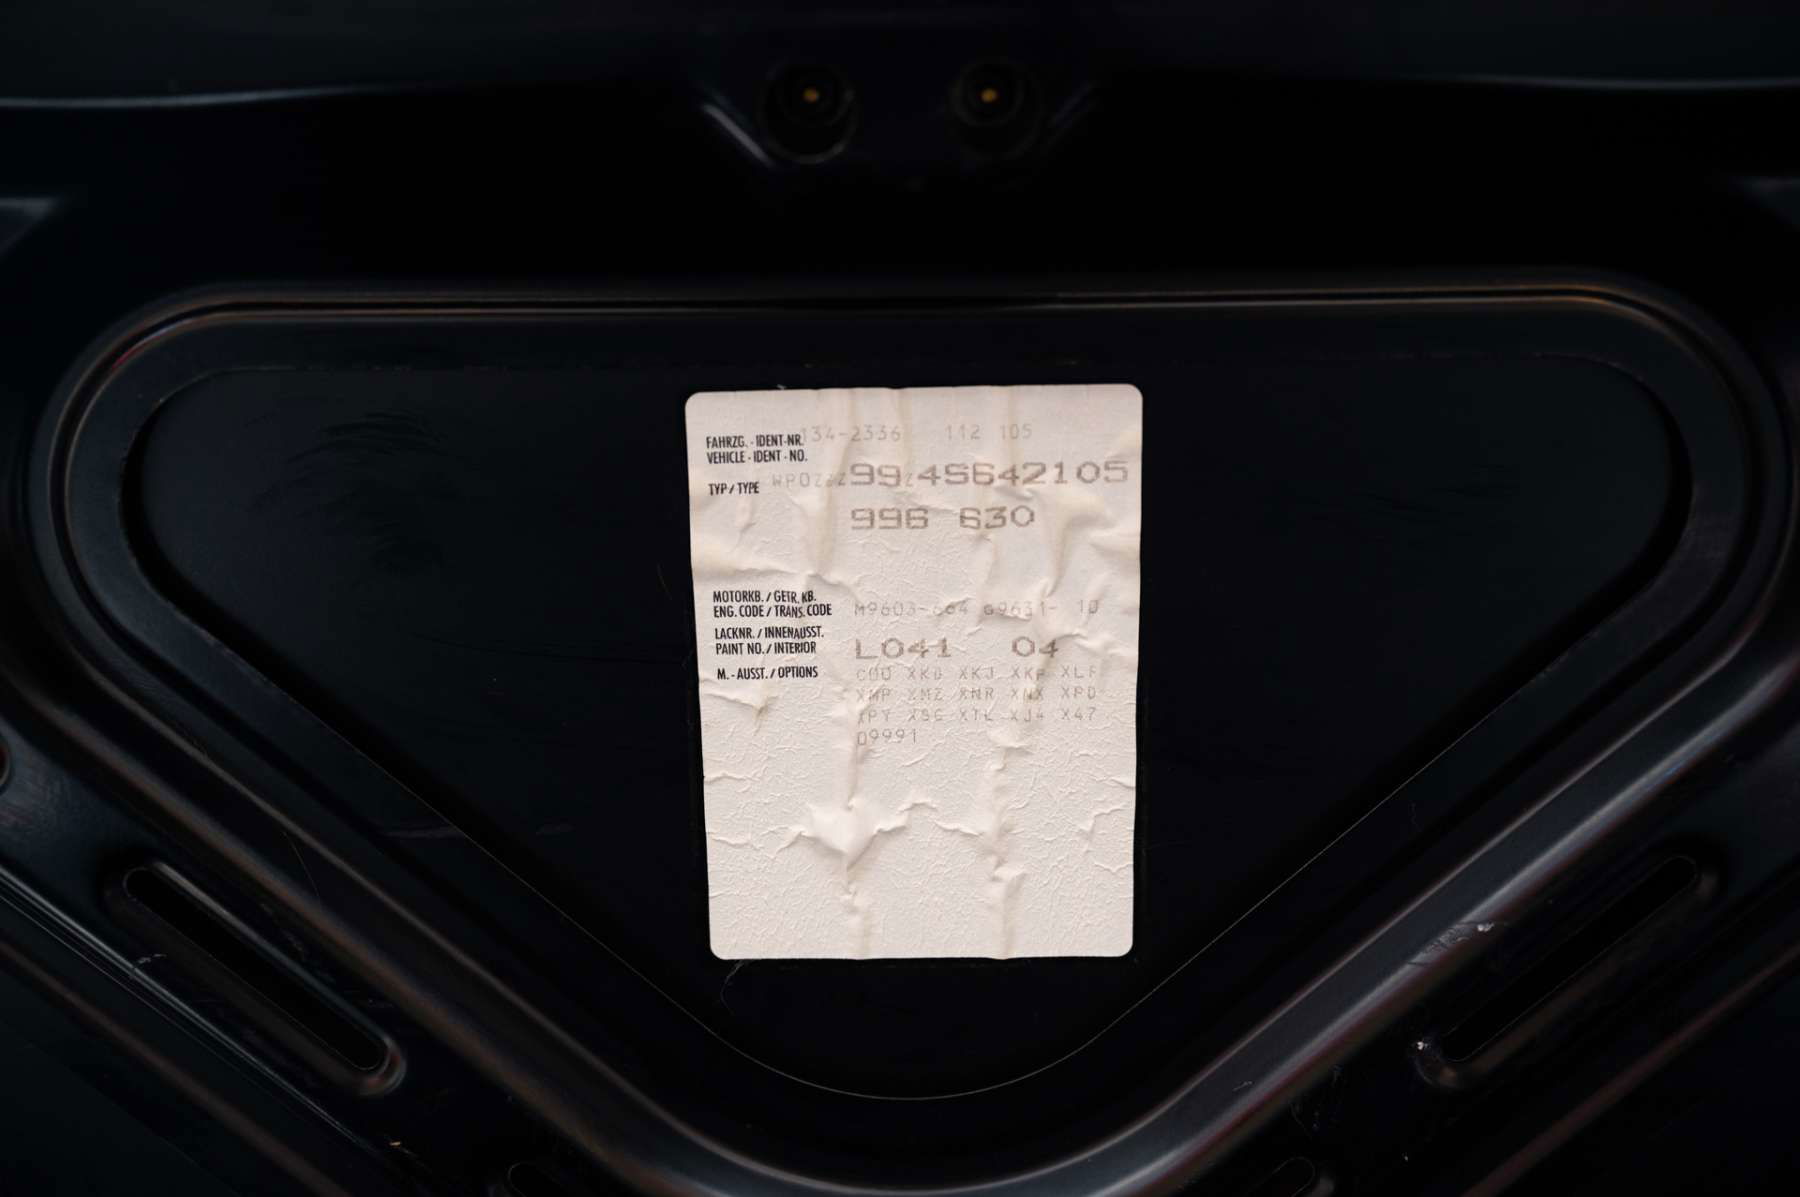 FAHRZG.-IDENT-NR. 134-2336 112 105
VEHICLE-IDENT-NO.
TYP/TYPE WP0ZZZ99Z4S642105
996 630
MOTORKB./GETR.KB.
ENG.CODE/TRANS.CODE M9603-664 G9631- 10
LACKNR./INNENAUSST.
PAINT NO./INTERIOR L041 04
M.-AUSST./OPTIONS C00 XKD XKJ XLF
XMP XMZ XNR XNX XPD
XPY XSC XTL XJ4 X47
09991